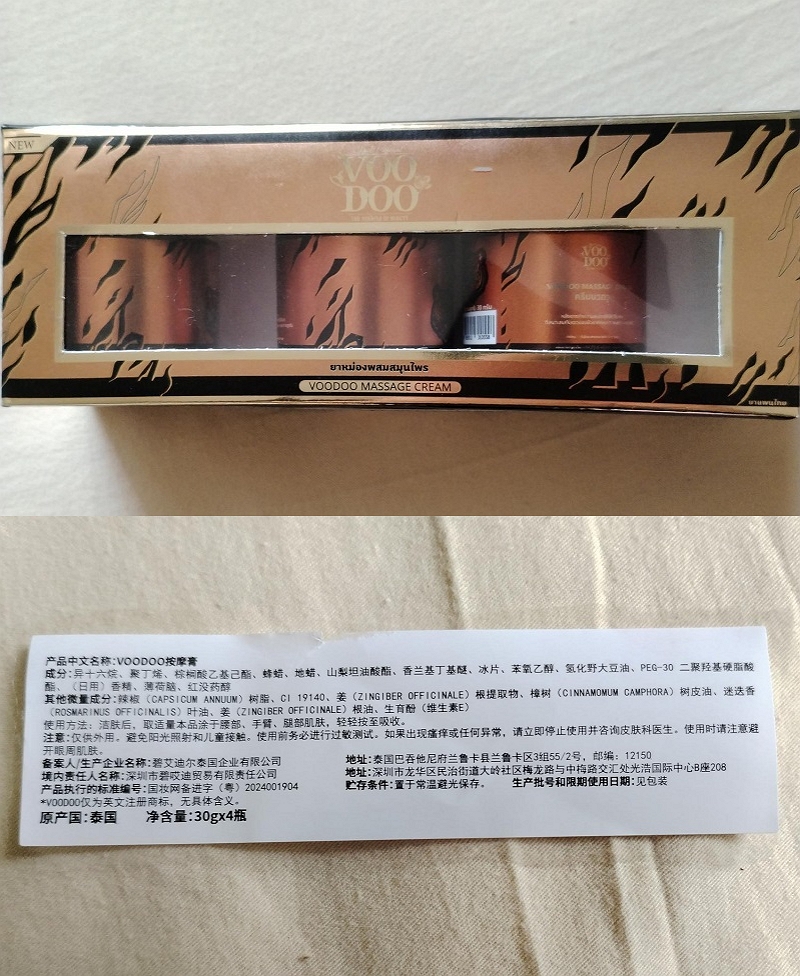 NEW
VOO
DOO
VOO
DOO
VOODOO MASSAGE
ยาหม่องผสมสมุนไพร
VOODOO MASSAGE CREAM
ยาแผนไทย
产品中文名称:VOODOO按摩膏
成分:异十六烷、聚丁烯、棕榈酸乙基己酯、蜂蜡、地蜡、山梨坦油酸酯、香兰基丁基醚、冰片、苯氧乙醇、氢化野大豆油、PEG-30 二聚羟基硬脂酸
酯、（日用）香精、薄荷脑、红没药醇
其他微量成分:辣椒（CAPSICUM ANNUUM）树脂、CI 19140、姜（ZINGIBER OFFICINALE）根提取物、樟树（CINNAMOMUM CAMPHORA）树皮油、迷迭香
（ROSMARINUS OFFICINALIS）叶油、姜（ZINGIBER OFFICINALE）根油、生育酚（维生素E）
使用方法: 洁肤后，取适量本品涂于腰部、手臂、腿部肌肤，轻轻按至吸收。
注意:仅供外用。避免阳光照射和儿童接触。使用前务必进行过敏测试。如果出现瘙痒或任何异常，请立即停止使用并咨询皮肤科医生。使用时请注意避
开眼周肌肤。
备案人/生产企业名称:碧艾迪尔泰国企业有限公司 地址:泰国巴吞他尼府兰鲁卡县兰鲁卡区3组55/2号，邮编：12150
境内责任人名称:深圳市碧哎迪贸易有限责任公司 地址:深圳市龙华区民治街道大岭社区梅龙路与中梅路交汇处光浩国际中心B座208
产品执行的标准编号:国妆网备进字（粤）2024001904 贮存条件:置于常温避光保存。 生产批号和限期使用日期:见包装
*VOODOO仅为英文注册商标，无具体含义。
原产国:泰国 净含量:30gx4瓶